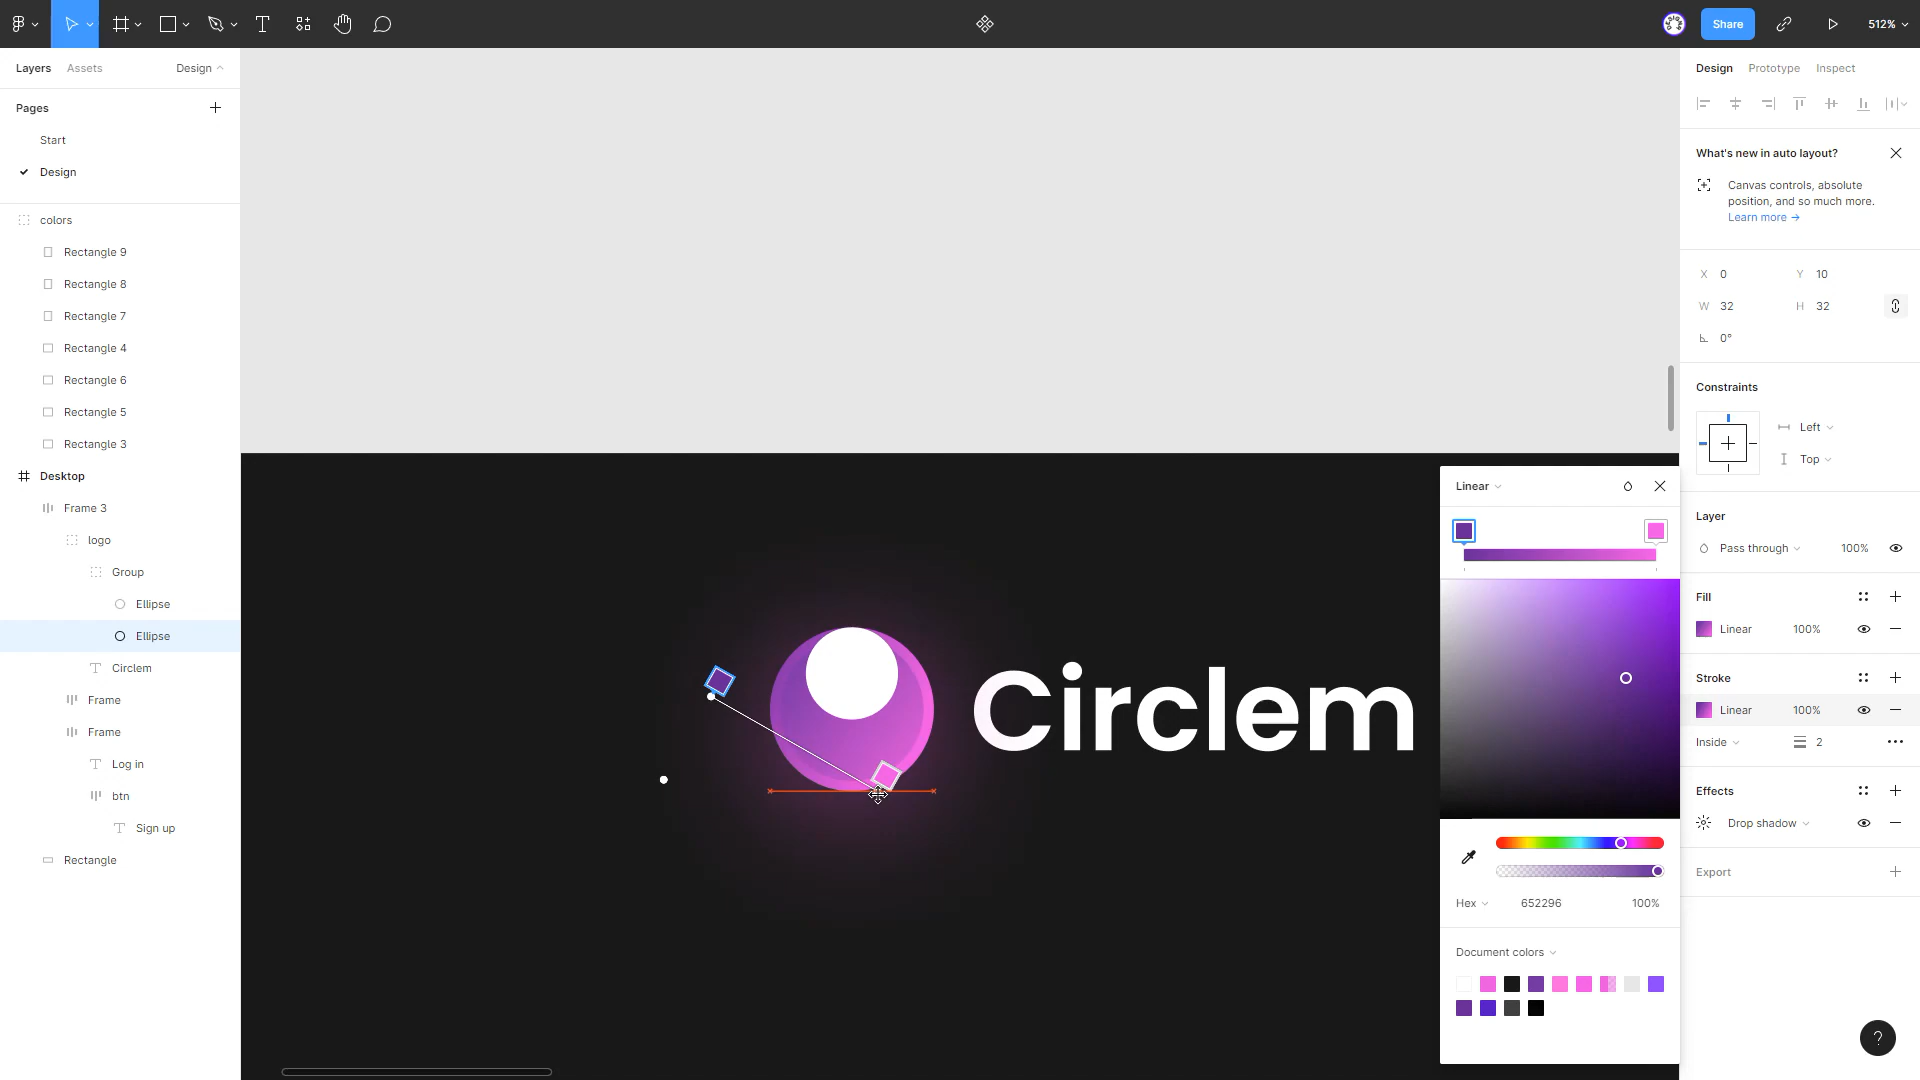 Share
512%
Layers
Assets
Design
Pages
Start
Design
colors
Rectangle 9
Rectangle 8
Rectangle 7
Rectangle 4
Rectangle 6
Rectangle 5
Rectangle 3
Desktop
Frame 3
logo
Group
Ellipse
Ellipse
Circlem
Frame
Frame
Log in
btn
Sign up
Rectangle
Circlem
Linear
Hex
652296
100%
Document colors
Design
Prototype
Inspect
What's new in auto layout?
Canvas controls, absolute
position, and so much more.
Learn more →
X 0
Y 10
W 32
H 32
0°
Constraints
Left
Top
Layer
Pass through
100%
Fill
Linear
100%
Stroke
Linear
100%
Inside
2
Effects
Drop shadow
Export
?